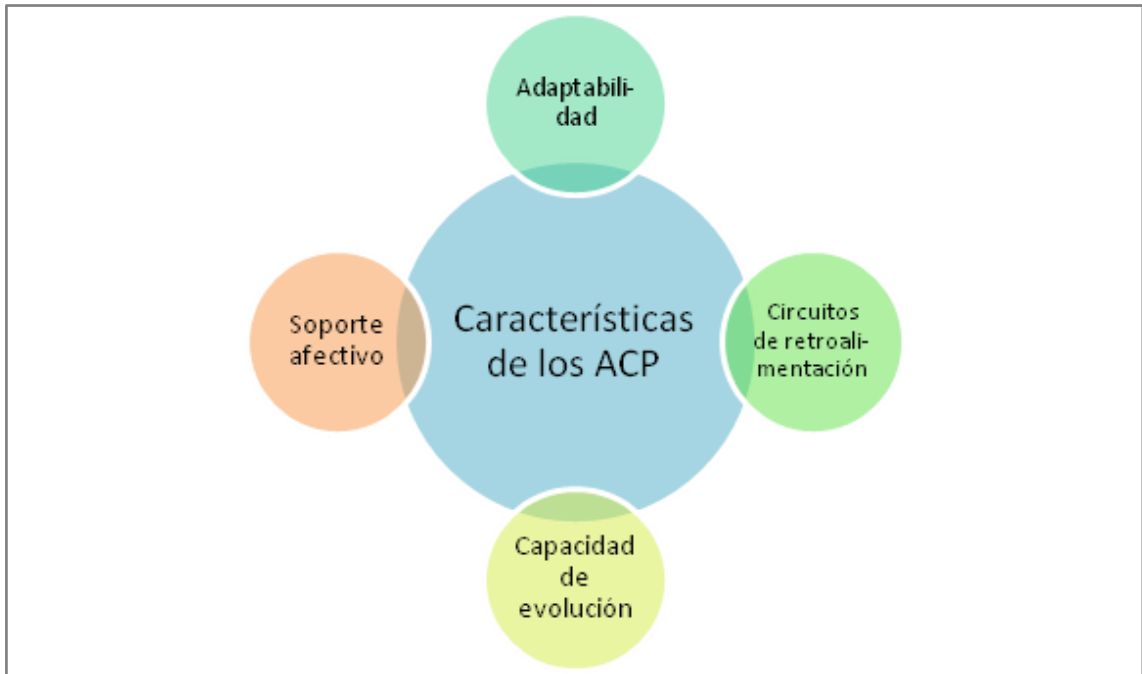 Adaptabili-
dad
Soporte
afectivo
Características
de los ACP
Circuitos
de retroali-
mentación
Capacidad
de
evolución